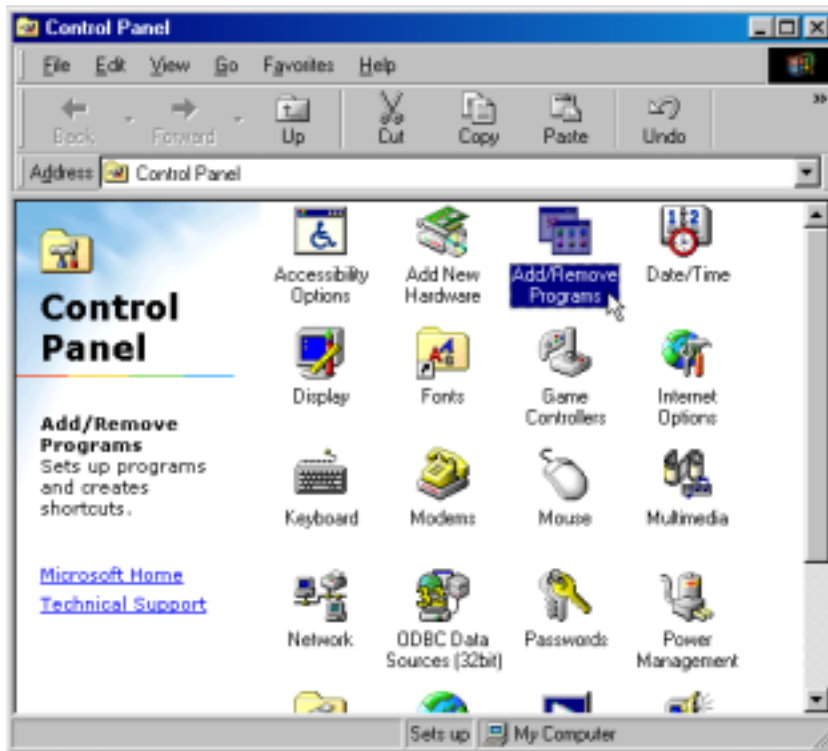 Control Panel
File Edit View Go Favorites Help
Back Forward Up Cut Copy Paste Undo »
Address Control Panel
Control
Panel
Add/Remove
Programs
Sets up programs
and creates
shortcuts.
Microsoft Home
Technical Support
Accessibility
Options
Add New
Hardware
Add/Remove
Programs
Date/Time
Display
Fonts
Game
Controllers
Internet
Options
Keyboard
Modems
Mouse
Multimedia
Network
ODBC Data
Sources (32bit)
Passwords
Power
Management
Sets up My Computer